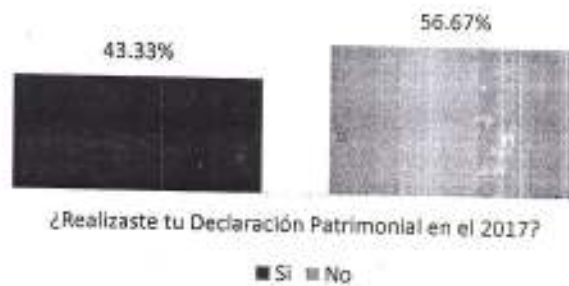 56.67%
43.33%
¿Realizaste tu Declaración Patrimonial en el 2017?
Si No